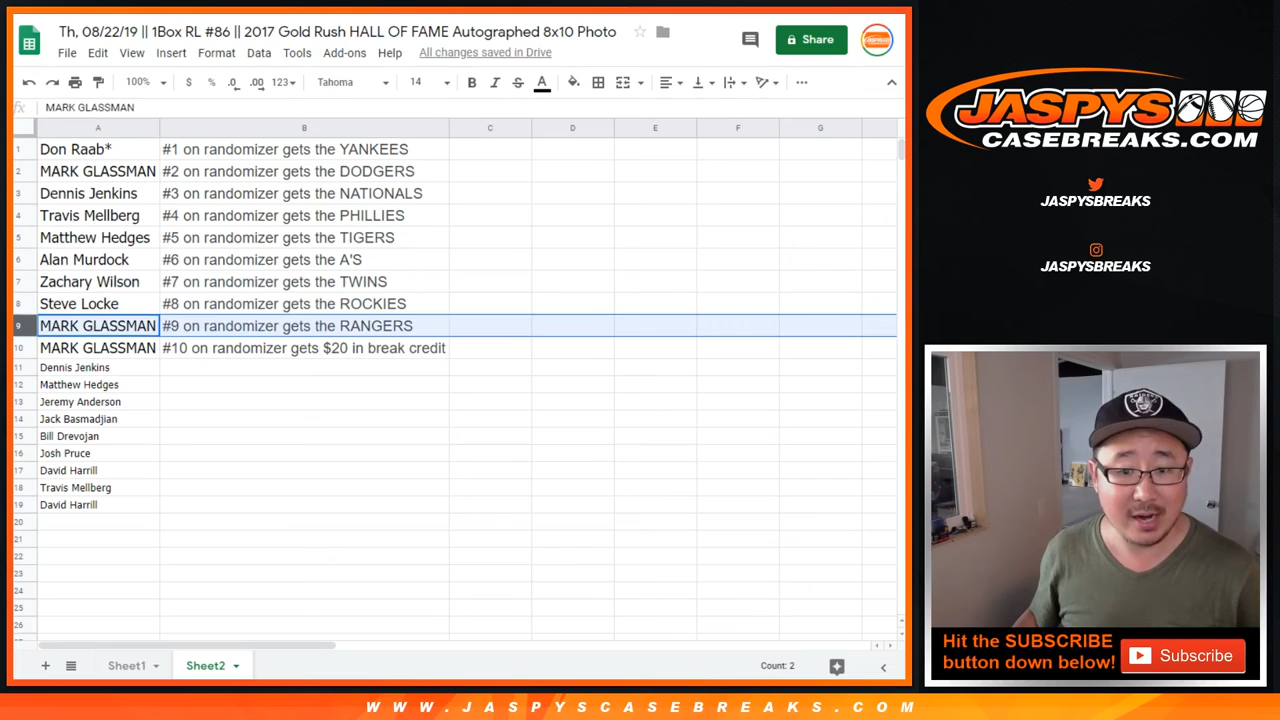 Th, 08/22/19 || 1Box RL #86 || 2017 Gold Rush HALL OF FAME Autographed 8x10 Photo
File Edit View Insert Format Data Tools Add-ons Help All changes saved in Drive
Share
100% $ % .0 .00 123 Tahoma 14 B I S A
fx MARK GLASSMAN
A B C D E F G
1 Don Raab* #1 on randomizer gets the YANKEES
2 MARK GLASSMAN #2 on randomizer gets the DODGERS
3 Dennis Jenkins #3 on randomizer gets the NATIONALS
4 Travis Mellberg #4 on randomizer gets the PHILLIES
5 Matthew Hedges #5 on randomizer gets the TIGERS
6 Alan Murdock #6 on randomizer gets the A'S
7 Zachary Wilson #7 on randomizer gets the TWINS
8 Steve Locke #8 on randomizer gets the ROCKIES
9 MARK GLASSMAN #9 on randomizer gets the RANGERS
10 MARK GLASSMAN #10 on randomizer gets $20 in break credit
11 Dennis Jenkins
12 Matthew Hedges
13 Jeremy Anderson
14 Jack Basmadjian
15 Bill Drevojan
16 Josh Pruce
17 David Harrill
18 Travis Mellberg
19 David Harrill
20
21
22
23
24
25
26
Sheet1 Sheet2 Count: 2
JASPYS
CASEBREAKS.COM
JASPYSBREAKS
JASPYSBREAKS
RAIDERS
Hit the SUBSCRIBE
button down below!
Subscribe
WWW.JASPYSCASEBREAKS.COM